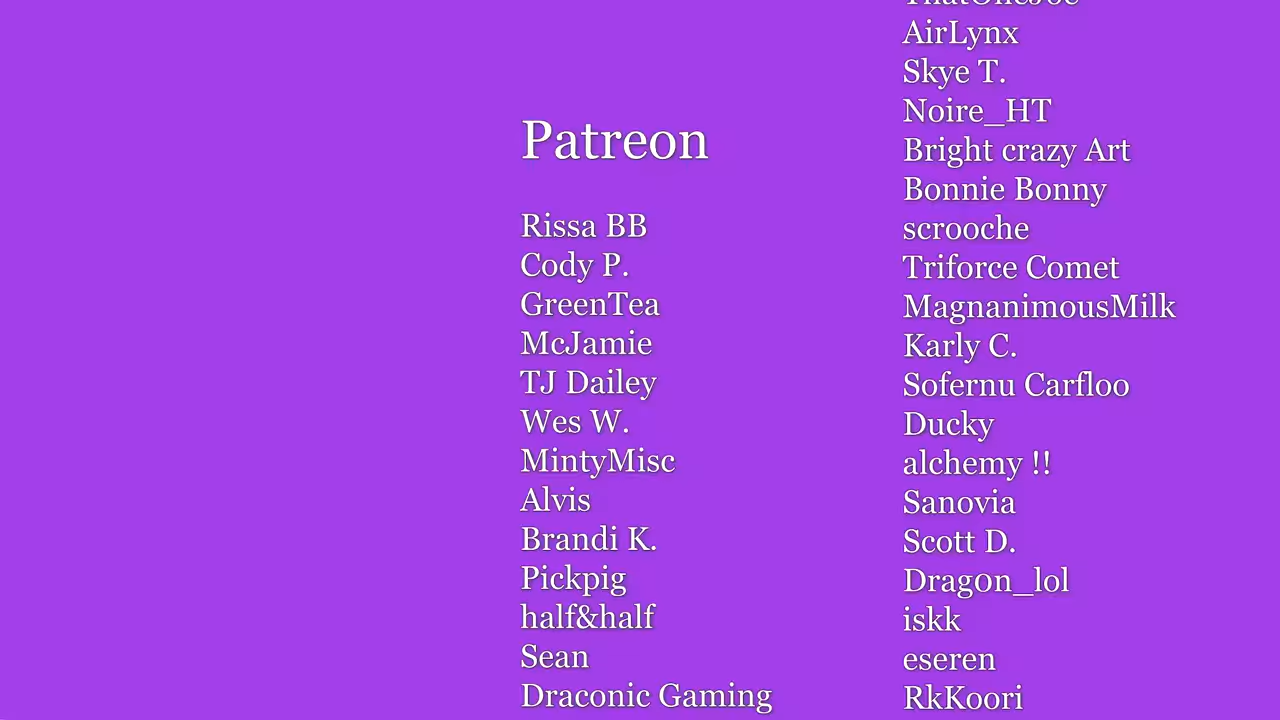 Patreon
Rissa BB
Cody P.
GreenTea
McJamie
TJ Dailey
Wes W.
MintyMisc
Alvis
Brandi K.
Pickpig
half&half
Sean
Draconic Gaming
AirLynx
Skye T.
Noire_HT
Bright crazy Art
Bonnie Bonny
scrooche
Triforce Comet
MagnanimousMilk
Karly C.
Sofernu Carfloo
Ducky
alchemy !!
Sanovia
Scott D.
Dragon_lol
iskk
eseren
RkKoori